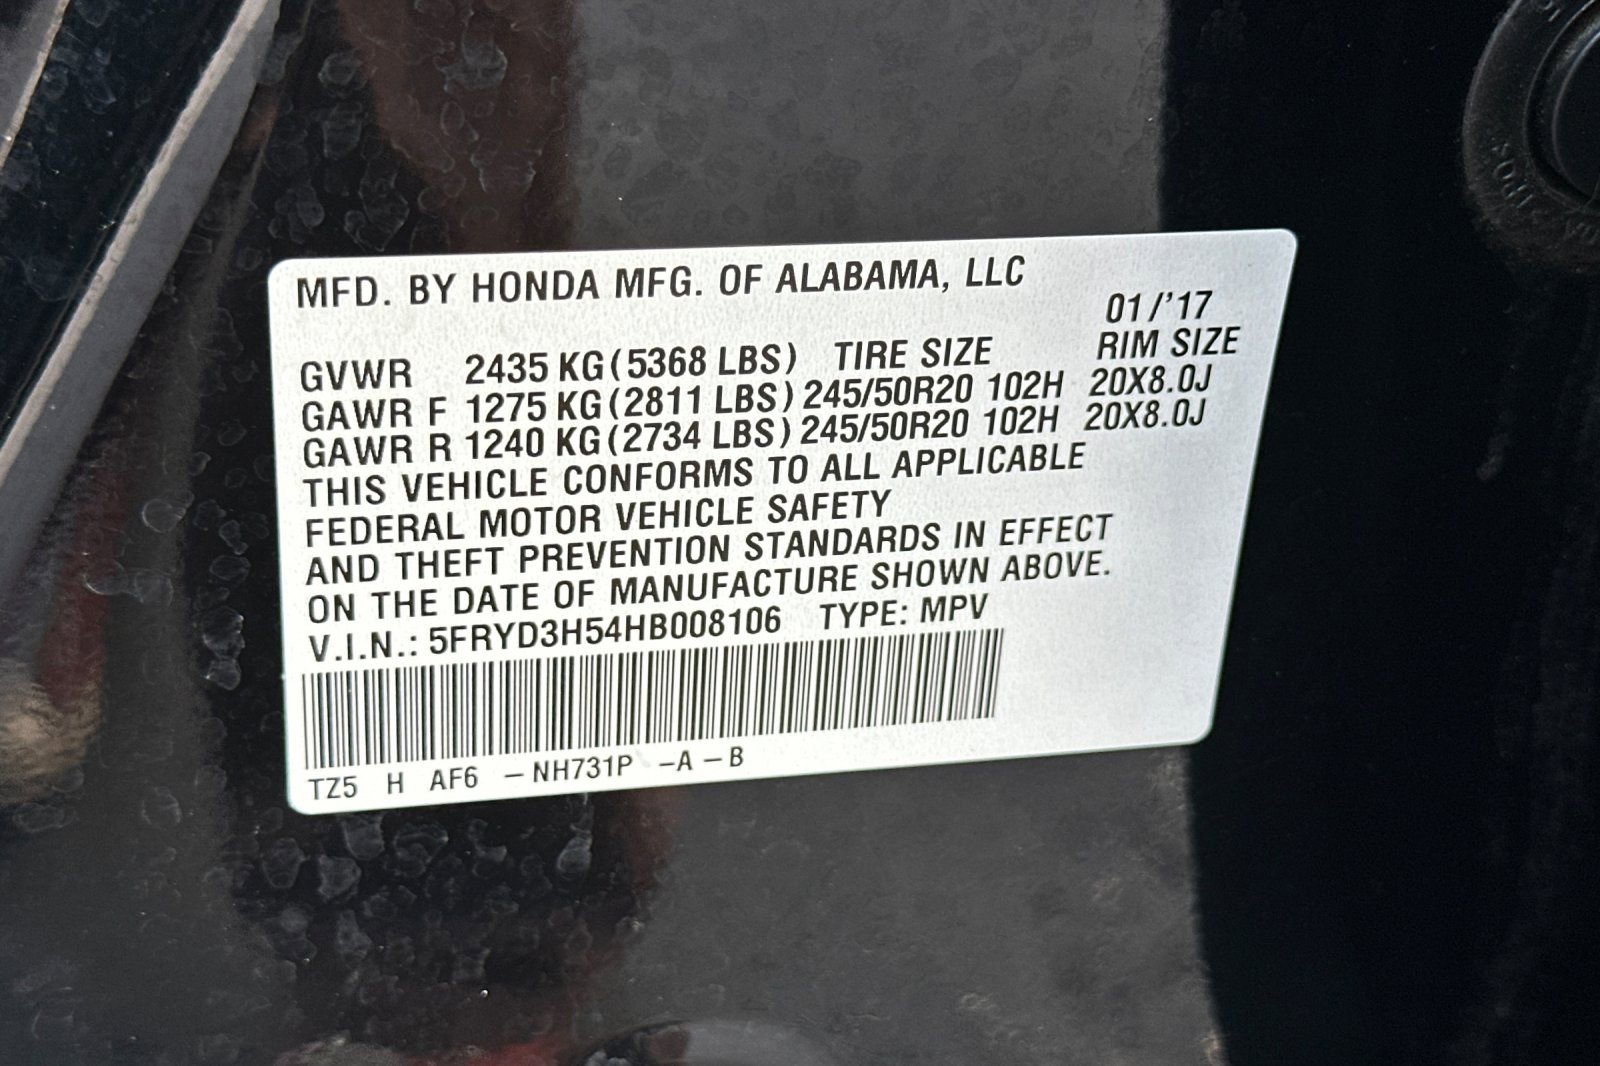 MFD. BY HONDA MFG. OF ALABAMA, LLC
01/'17
GVWR 2435 KG(5368 LBS) TIRE SIZE RIM SIZE
GAWR F 1275 KG(2811 LBS) 245/50R20 102H 20X8.0J
GAWR R 1240 KG(2734 LBS) 245/50R20 102H 20X8.0J
THIS VEHICLE CONFORMS TO ALL APPLICABLE
FEDERAL MOTOR VEHICLE SAFETY
AND THEFT PREVENTION STANDARDS IN EFFECT
ON THE DATE OF MANUFACTURE SHOWN ABOVE.
V.I.N.: 5FRYD3H54HB008106 TYPE: MPV
TZ5 H AF6 -NH731P -A-B